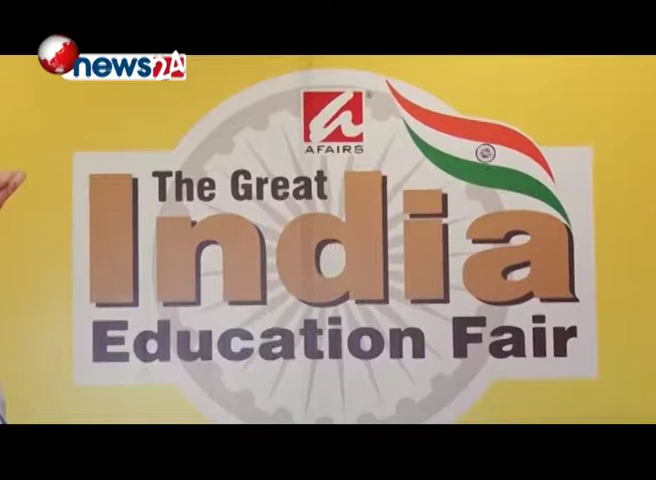 news24
®
AFAIRS
The Great
India
Education Fair